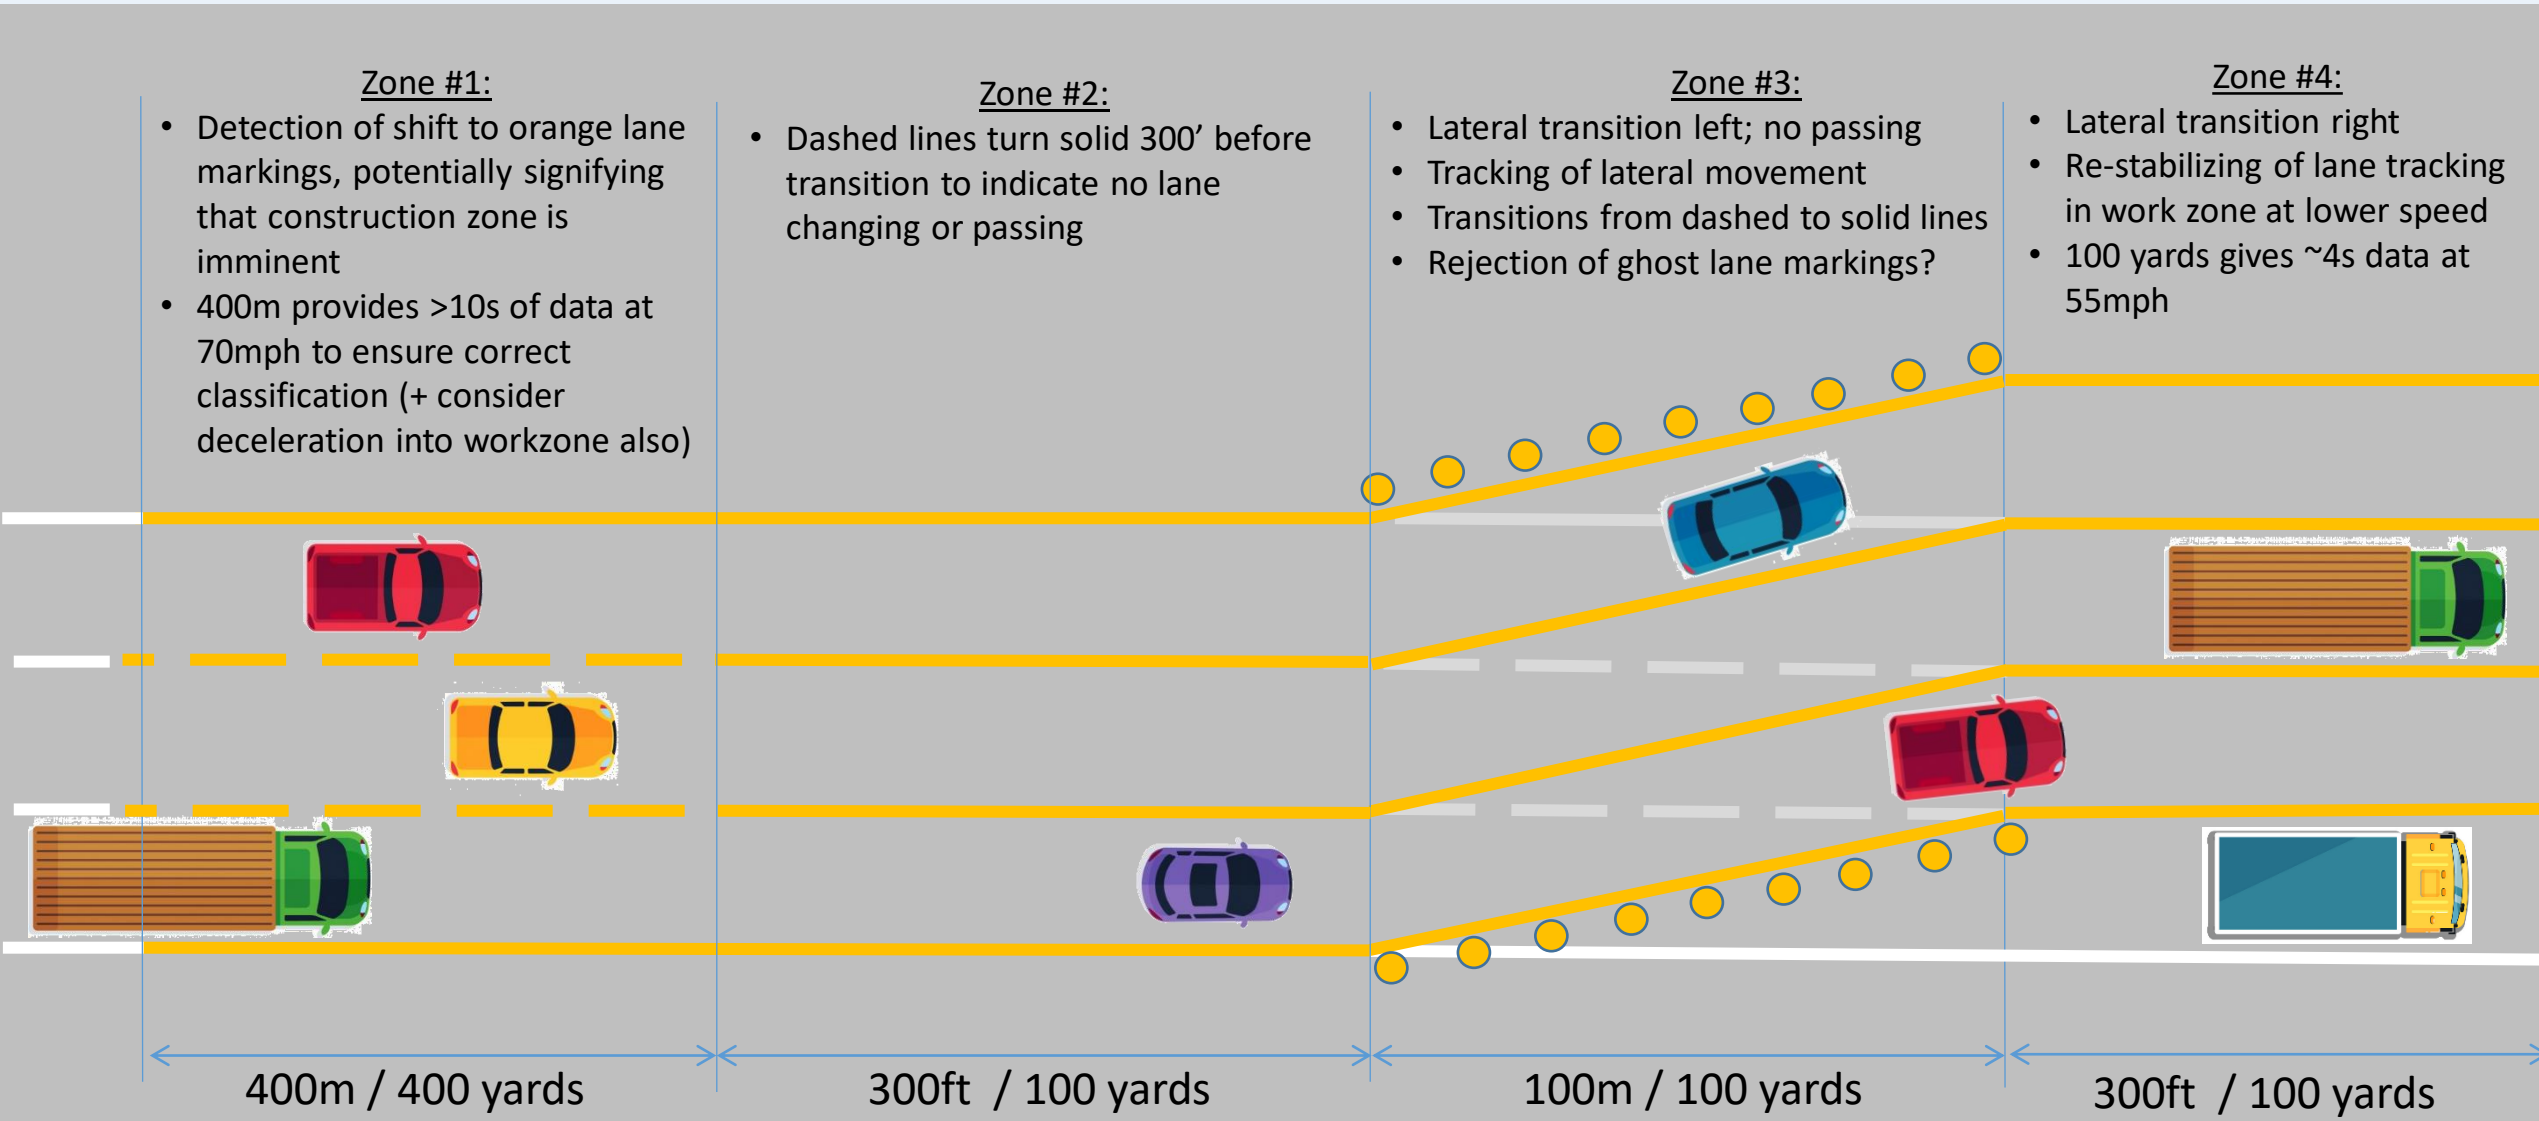 Zone #1:
• Detection of shift to orange lane
markings, potentially signifying
that construction zone is
imminent
• 400m provides >10s of data at
70mph to ensure correct
classification (+ consider
deceleration into workzone also)
Zone #2:
• Dashed lines turn solid 300’ before
transition to indicate no lane
changing or passing
Zone #3:
• Lateral transition left; no passing
• Tracking of lateral movement
• Transitions from dashed to solid lines
• Rejection of ghost lane markings?
Zone #4:
• Lateral transition right
• Re-stabilizing of lane tracking
in work zone at lower speed
• 100 yards gives ~4s data at
55mph
400m / 400 yards
300ft / 100 yards
100m / 100 yards
300ft / 100 yards